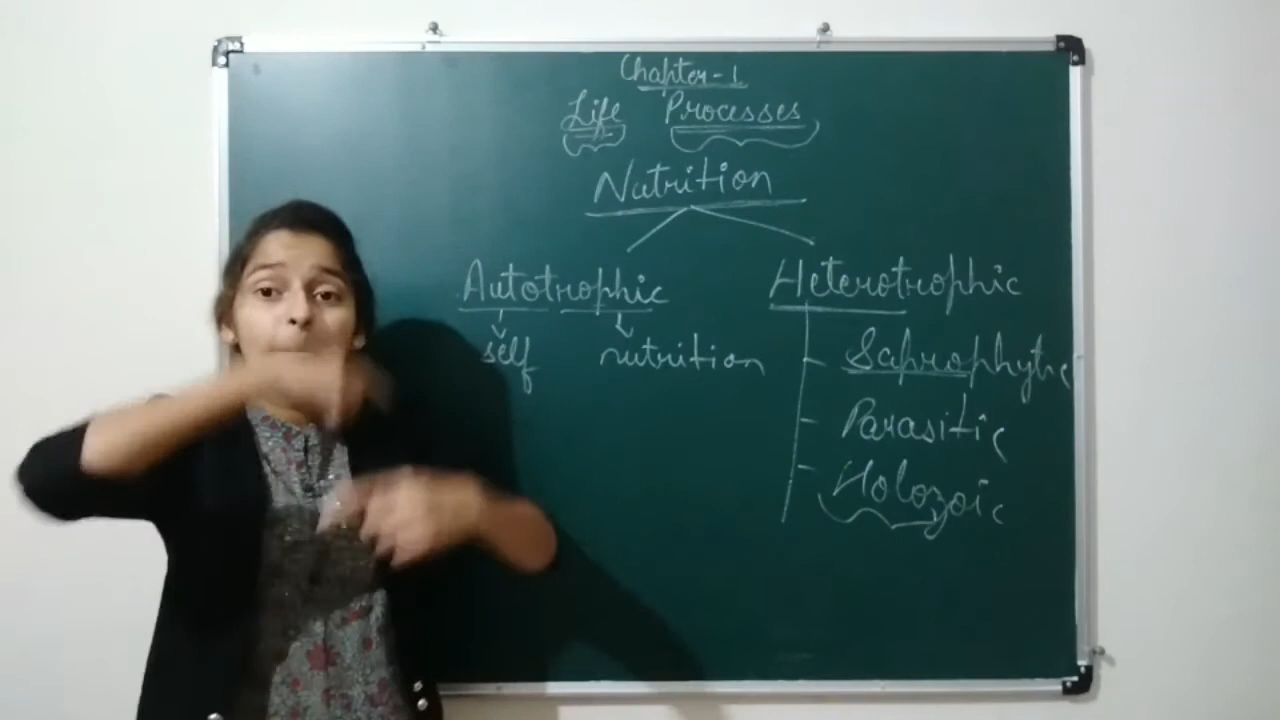 Chapter-1
Life Processes
Nutrition
Autotrophic Heterotrophic
self nutrition
Saprophytic
Parasitic
Holozoic